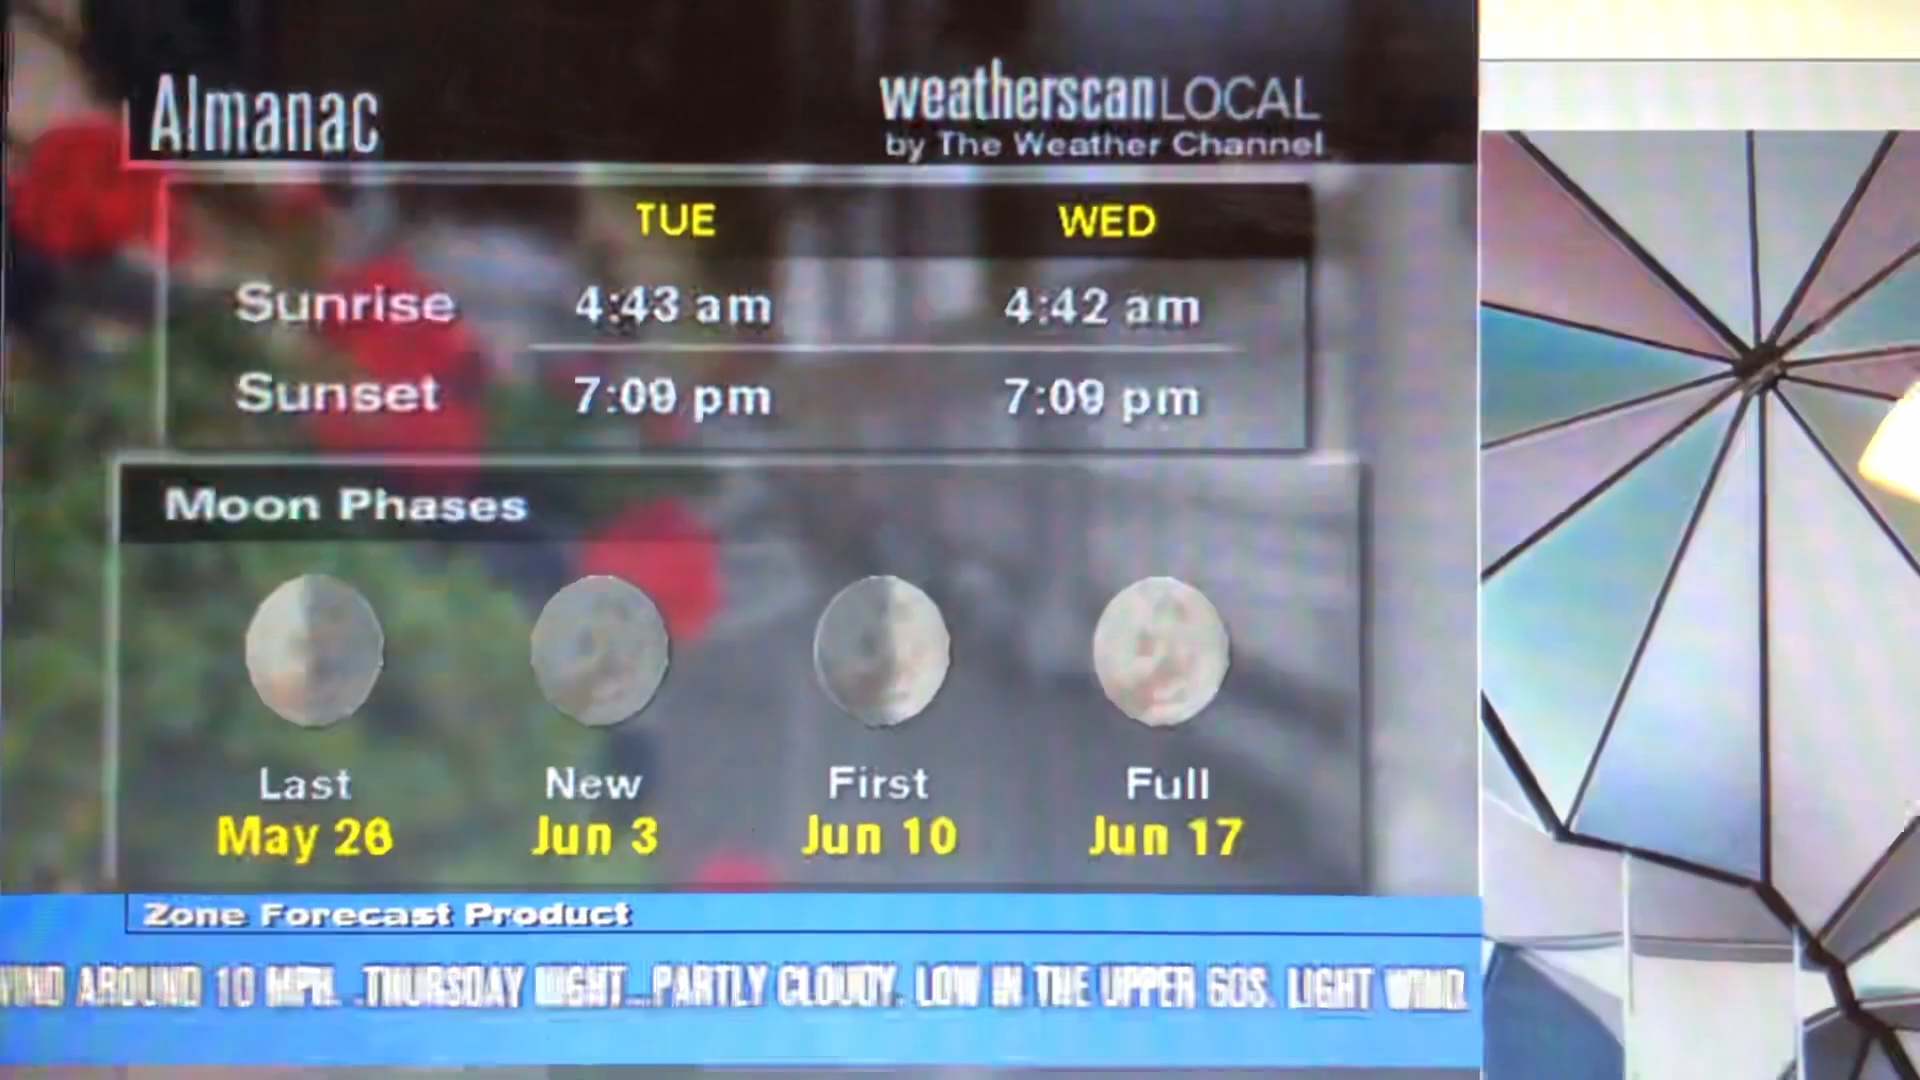 Almanac
weatherscanLOCAL
by The Weather Channel
TUE WED
Sunrise 4:43 am 4:42 am
Sunset 7:09 pm 7:09 pm
Moon Phases
Last New First Full
May 26 Jun 3 Jun 10 Jun 17
Zone Forecast Product
WIND AROUND 10 MPH. .THURSDAY NIGHT...PARTLY CLOUDY. LOW IN THE UPPER 60S. LIGHT WIND.